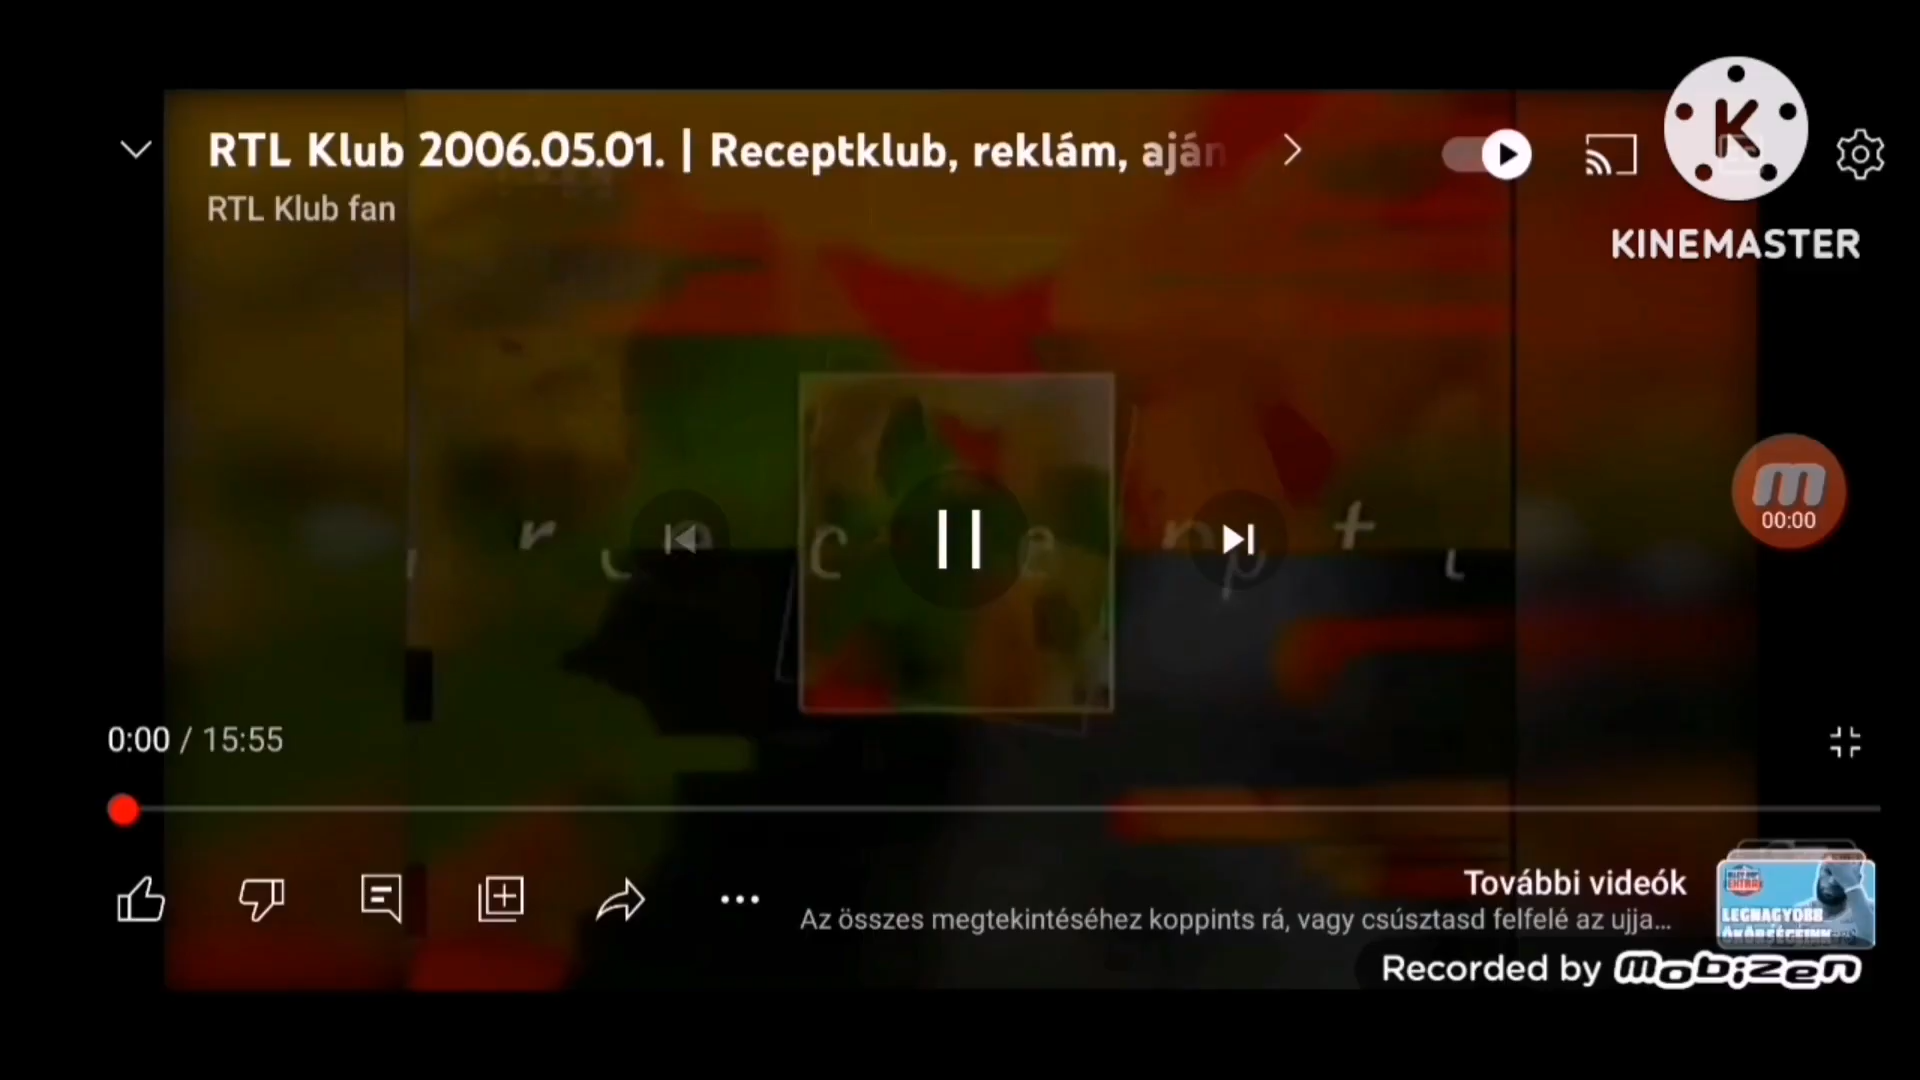 RTL Klub 2006.05.01. | Receptklub, reklám, aján
RTL Klub fan
K
KINEMASTER
r e c e p t
m
00:00
0:00 / 15:55
További videók
Az összes megtekintéséhez koppints rá, vagy csúsztasd felfelé az ujja...
LEGNAGYOBB
Recorded by mobizen